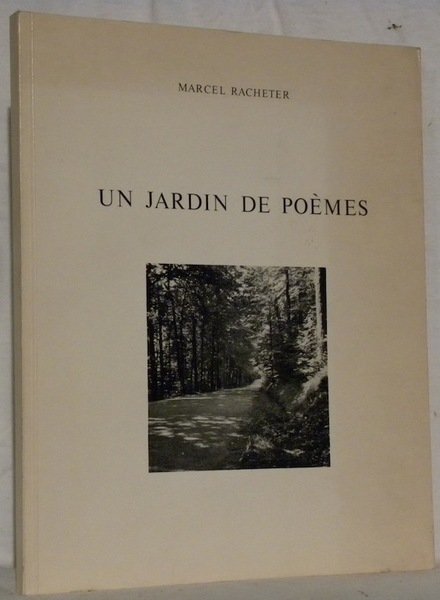 MARCEL RACHETER
UN JARDIN DE POÈMES